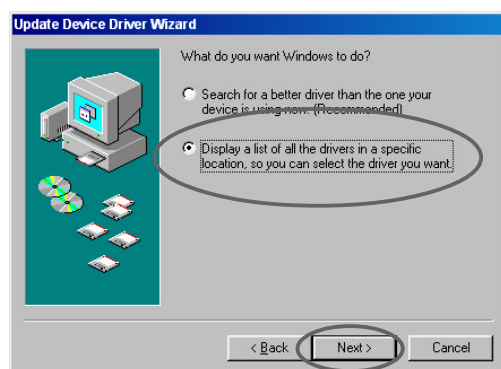 Update Device Driver Wizard
What do you want Windows to do?
Search for a better driver than the one your
device is using now. (Recommended)
Display a list of all the drivers in a specific
location, so you can select the driver you want.
< Back
Next >
Cancel